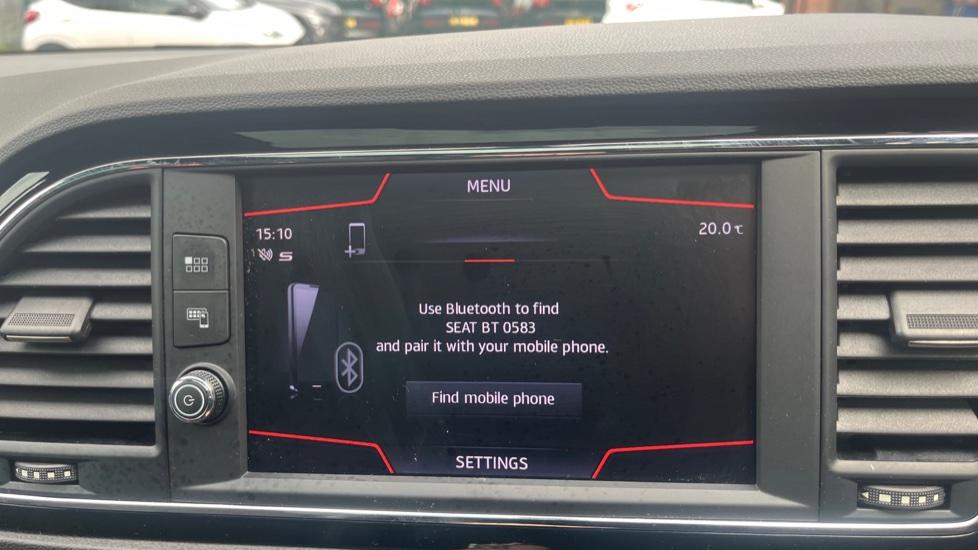 MENU
15:10
20.0℃
Use Bluetooth to find
SEAT BT 0583
and pair it with your mobile phone.
Find mobile phone
SETTINGS